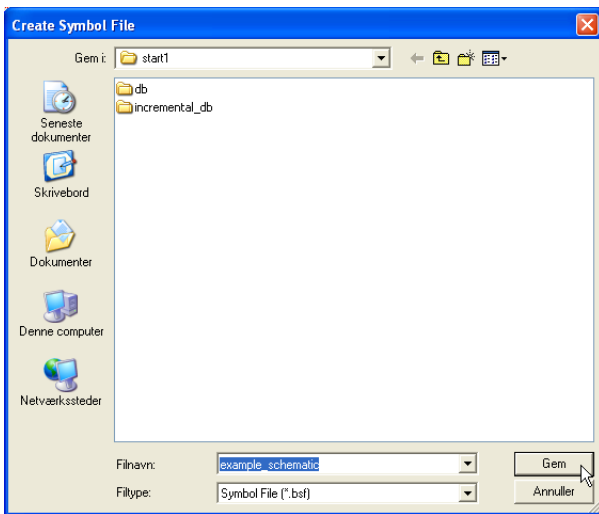 Create Symbol File
Gem i: start1
db
incremental_db
Seneste
dokumenter
Skrivebord
Dokumenter
Denne computer
Netværkssteder
Filnavn: example_schematic Gem
Filtype: Symbol File (*.bsf) Annuller